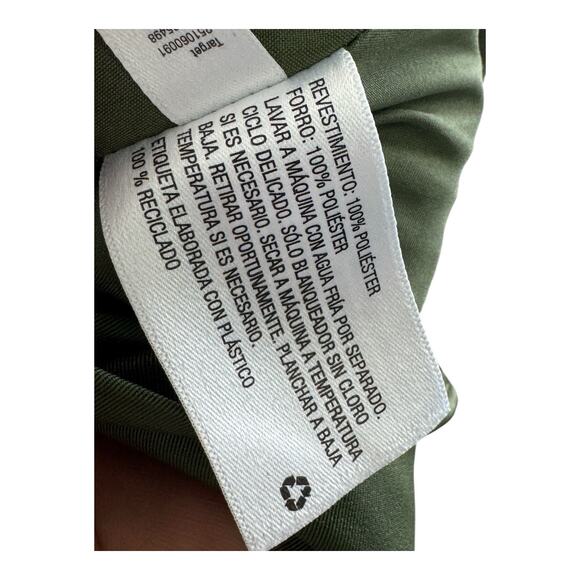 Target
251060091
5498
REVESTIMIENTO: 100% POLIÉSTER
FORRO: 100% POLIÉSTER
LAVAR A MÁQUINA CON AGUA FRÍA POR SEPARADO.
CICLO DELICADO. SÓLO BLANQUEADOR SIN CLORO
SI ES NECESARIO. SECAR A MÁQUINA A TEMPERATURA
BAJA. RETIRAR OPORTUNAMENTE. PLANCHAR A BAJA
TEMPERATURA SI ES NECESARIO.
ETIQUETA ELABORADA CON PLÁSTICO
100 % RECICLADO